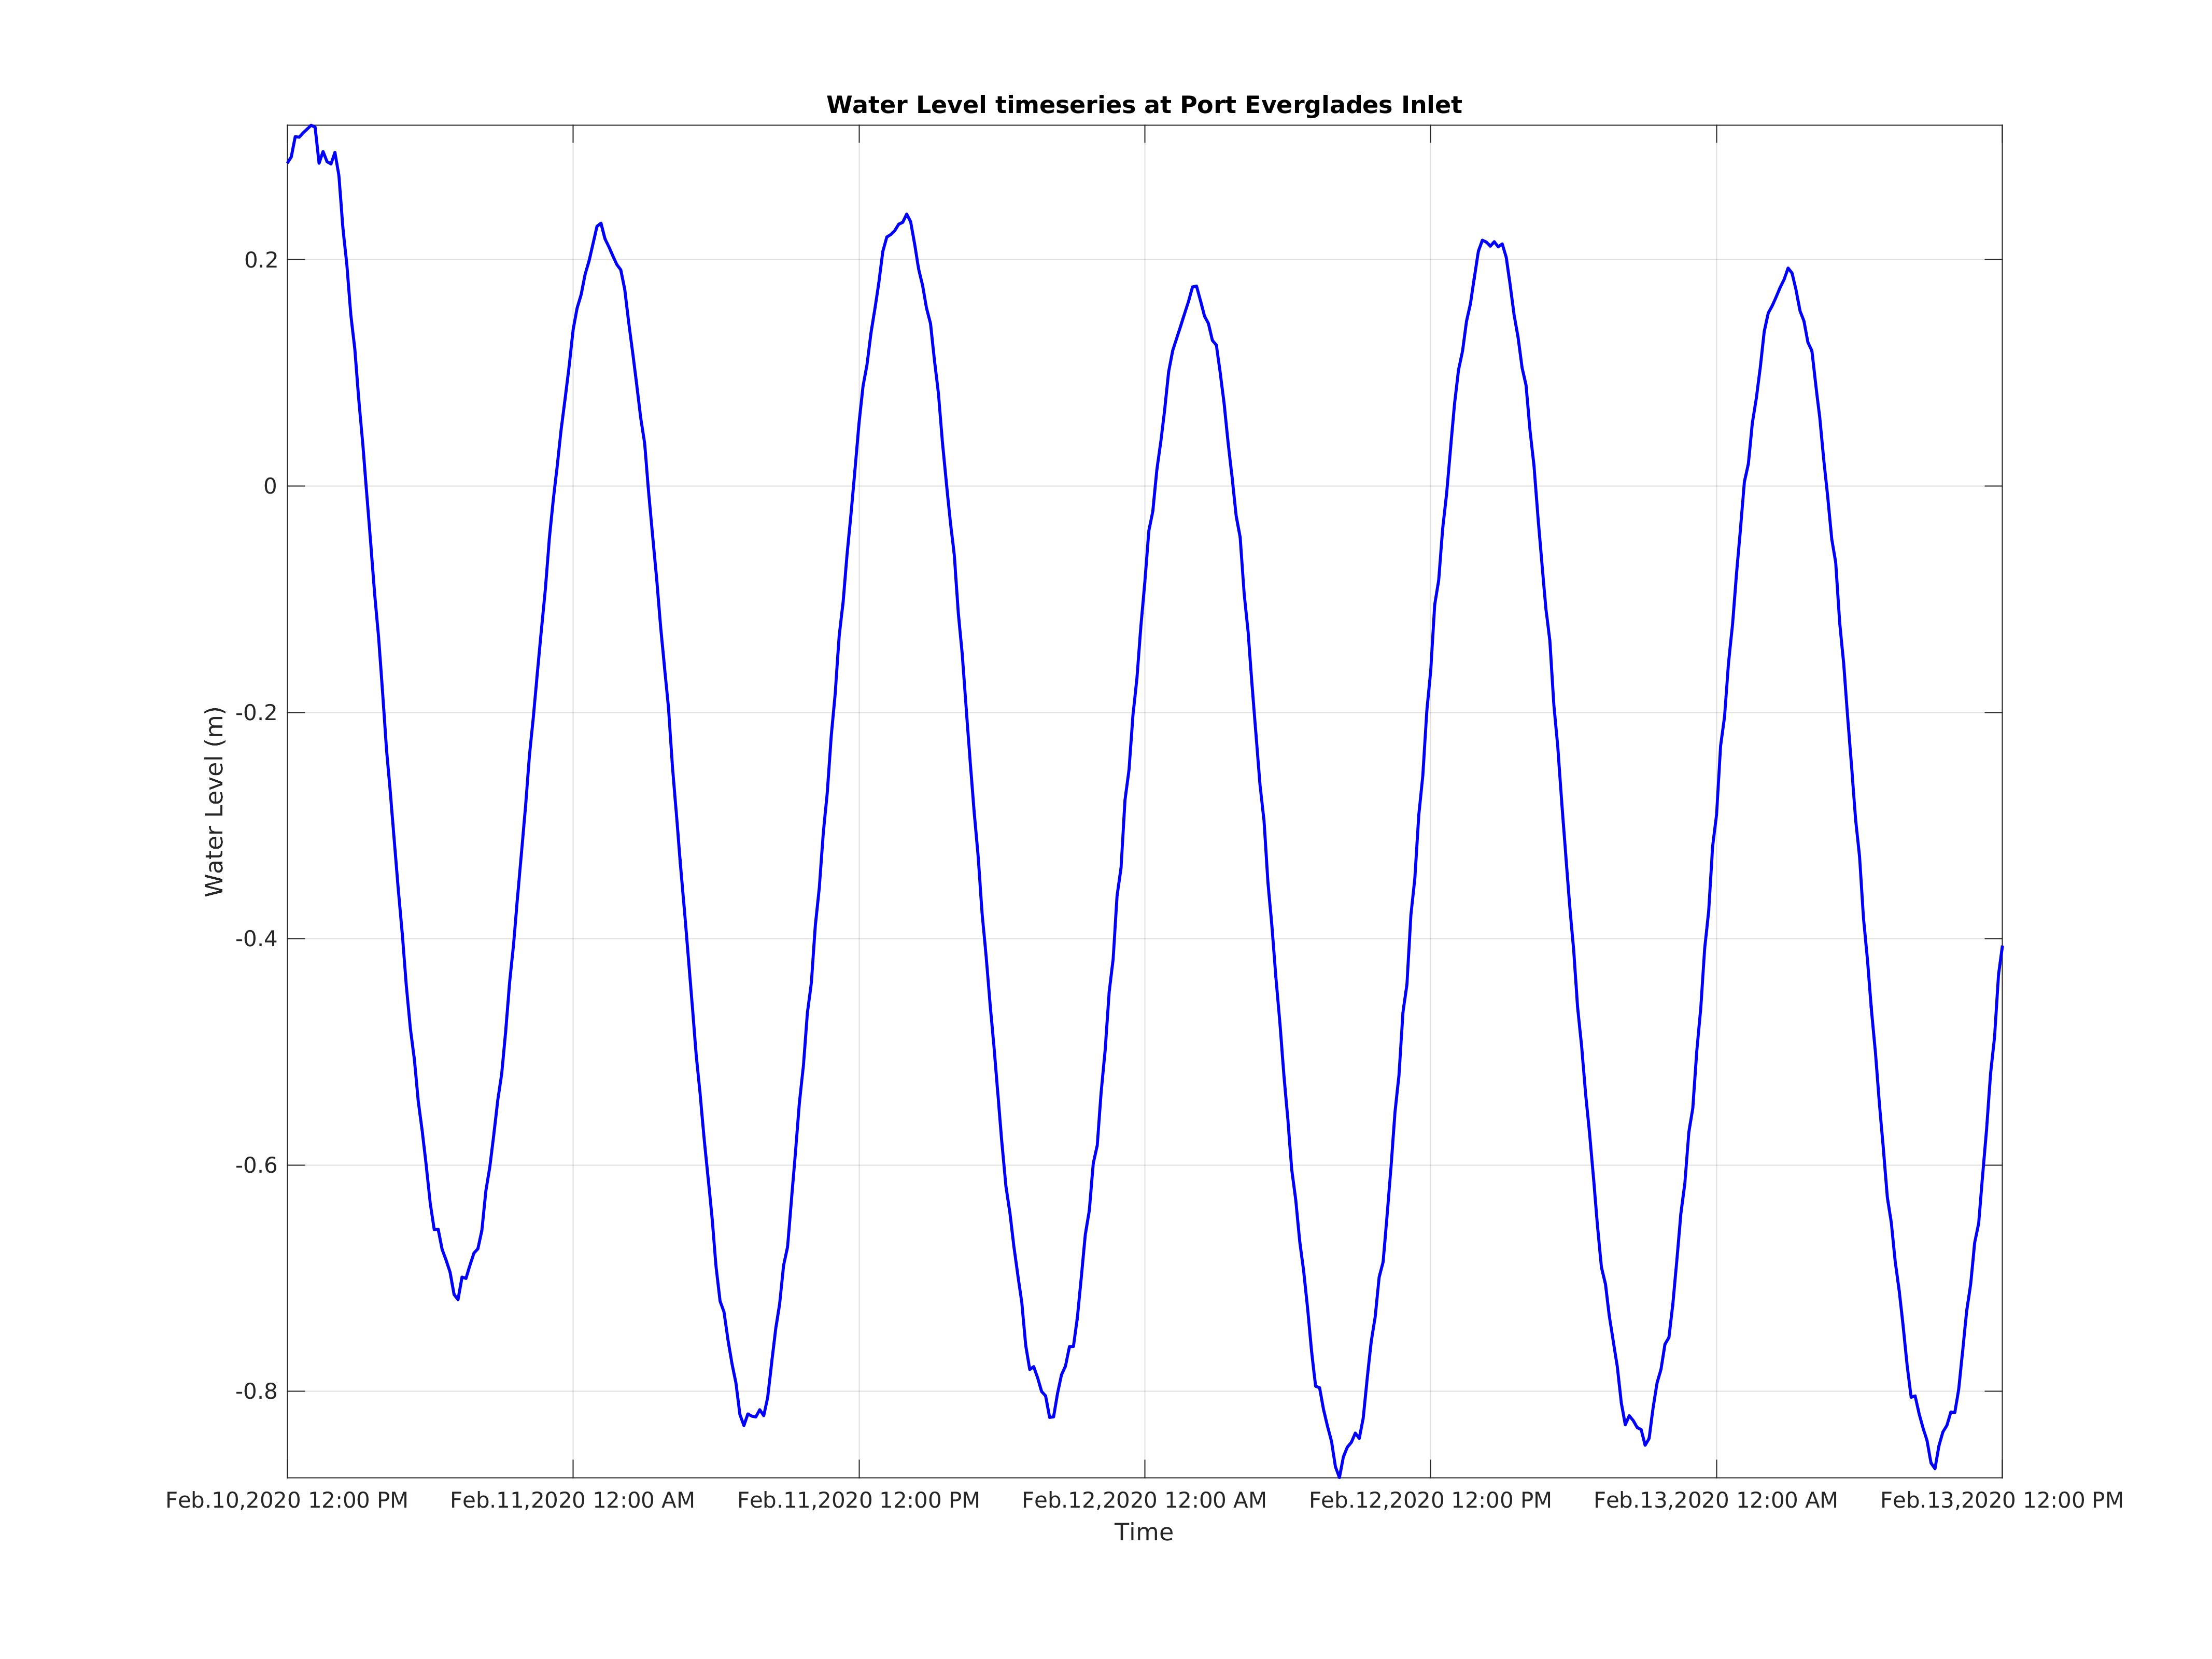 Water Level timeseries at Port Everglades Inlet
0.2
0
-0.2
-0.4
-0.6
-0.8
Water Level (m)
Feb.10,2020 12:00 PM Feb.11,2020 12:00 AM Feb.11,2020 12:00 PM Feb.12,2020 12:00 AM Feb.12,2020 12:00 PM Feb.13,2020 12:00 AM Feb.13,2020 12:00 PM
Time